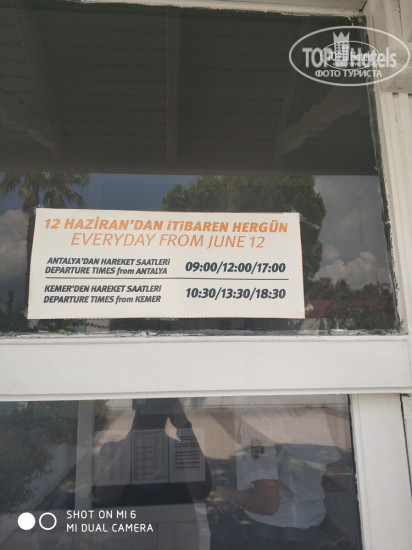 TOPHotels
ФОТО ТУРИСТА
12 HAZİRAN'DAN İTİBAREN HERGÜN
EVERYDAY FROM JUNE 12
ANTALYA'DAN HAREKET SAATLERİ
DEPARTURE TIMES from ANTALYA
09:00/12:00/17:00
KEMER'DEN HAREKET SAATLERİ
DEPARTURE TIMES from KEMER
10:30/13:30/18:30
SHOT ON MI 6
MI DUAL CAMERA